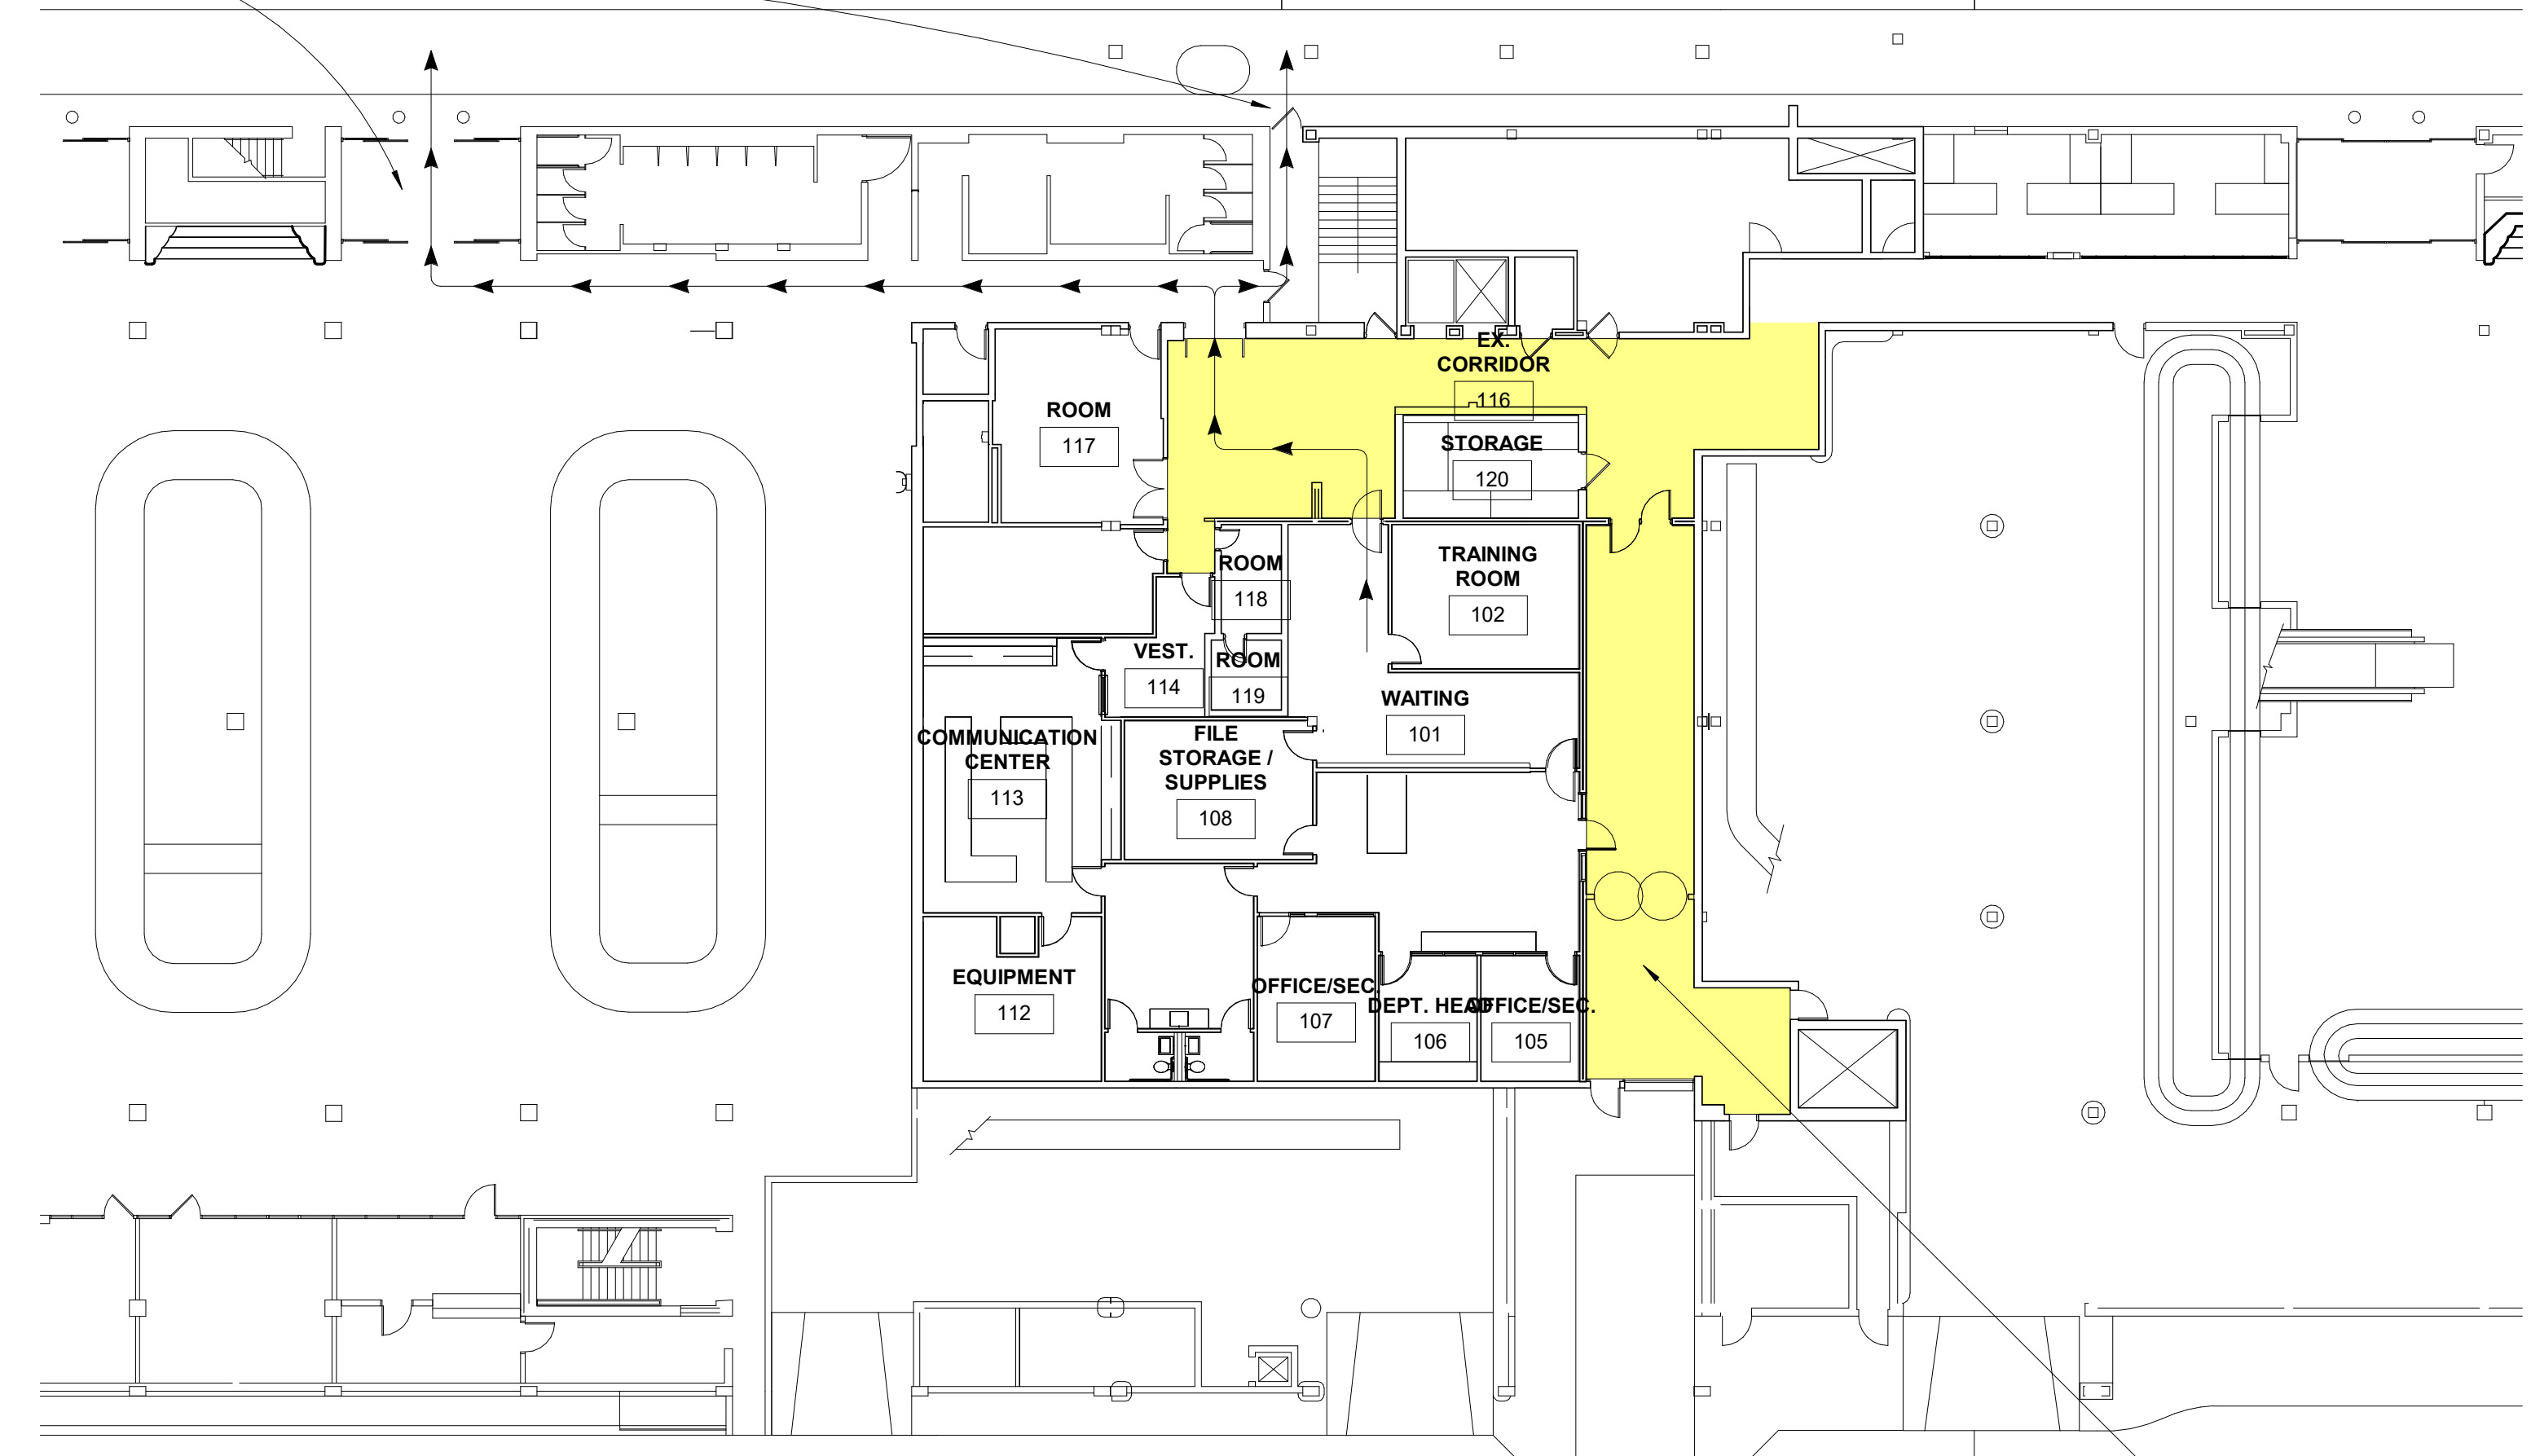 EX.
CORRIDOR
116
ROOM
117
STORAGE
120
TRAINING
ROOM
102
ROOM
118
VEST.
114
ROOM
119
WAITING
101
COMMUNICATION
CENTER
113
FILE
STORAGE /
SUPPLIES
108
EQUIPMENT
112
OFFICE/SEC.
107
DEPT. HEAD
106
OFFICE/SEC.
105